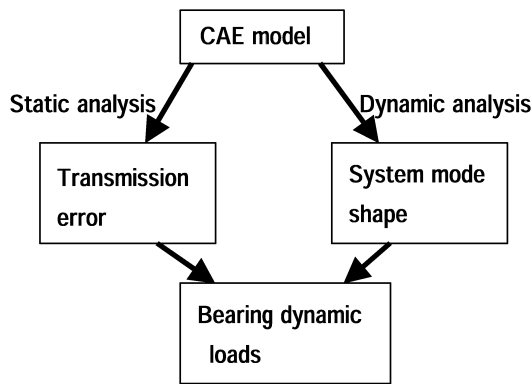 CAE model
Static analysis
Dynamic analysis
Transmission
error
System mode
shape
Bearing dynamic
loads